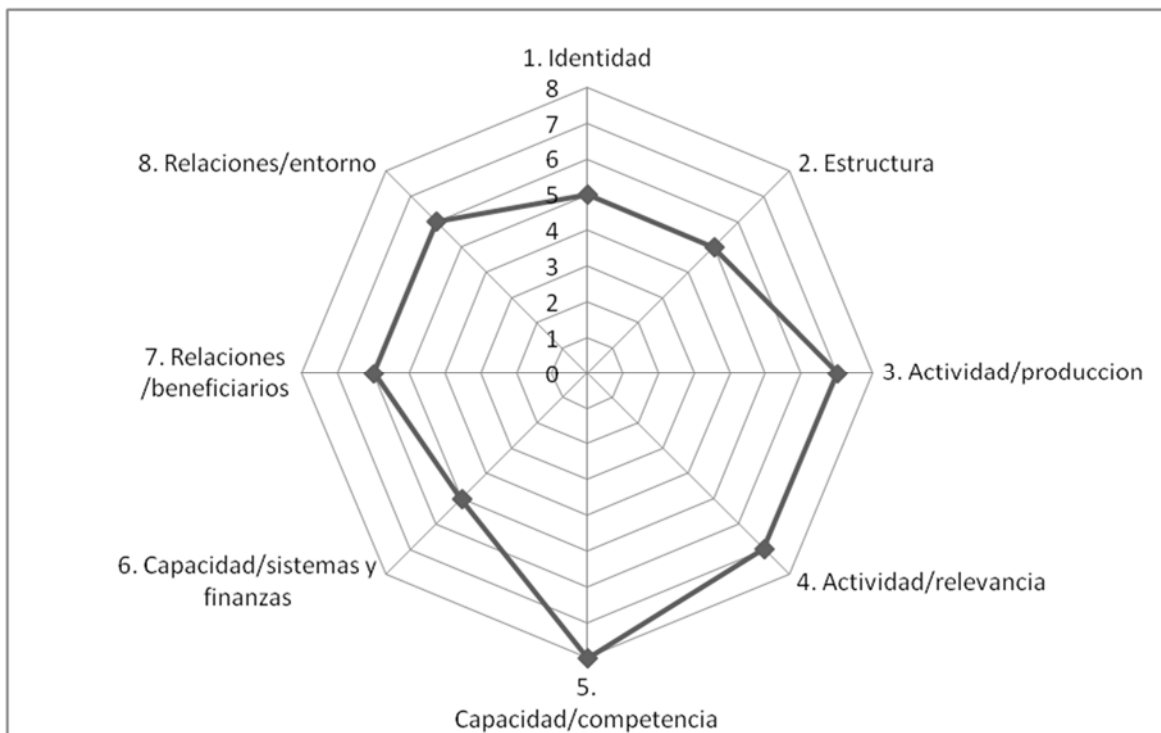 1. Identidad
8
7
6
5
4
3
2
1
0
2. Estructura
3. Actividad/produccion
4. Actividad/relevancia
5.
Capacidad/competencia
6. Capacidad/sistemas y
finanzas
7. Relaciones
/beneficiarios
8. Relaciones/entorno